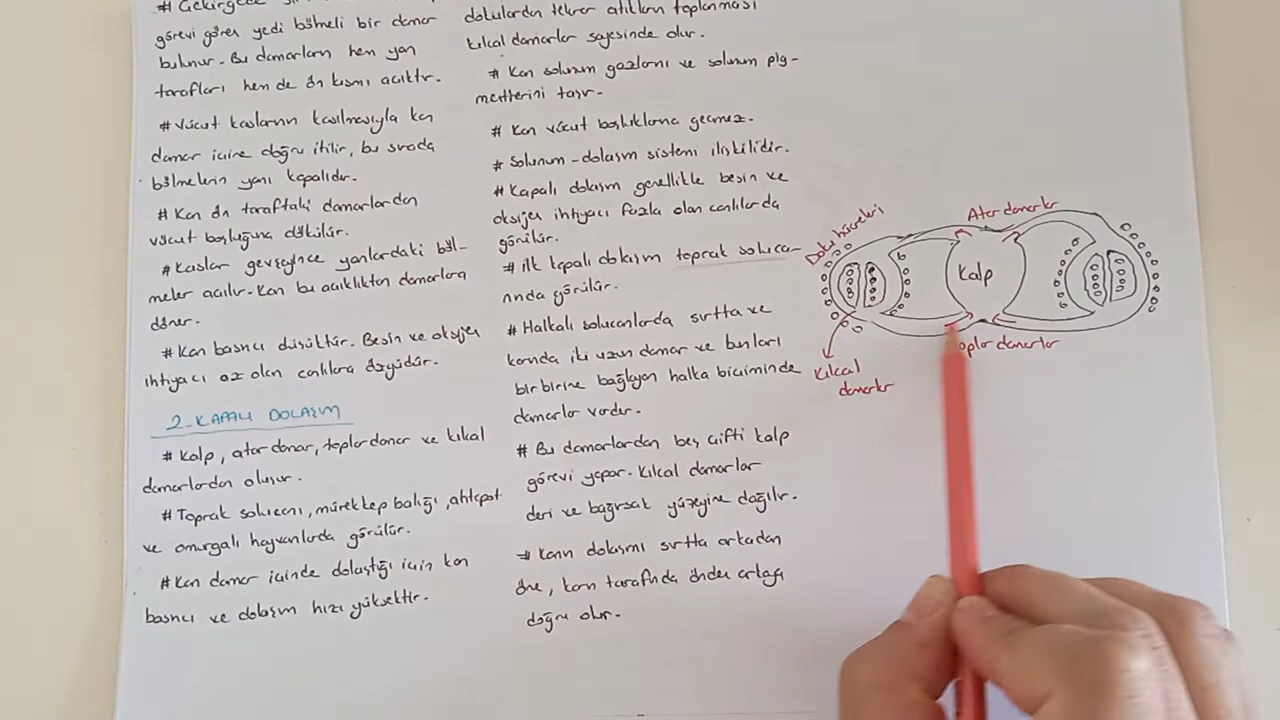 # Çekirgede
görevi gören yedi bölmeli bir damar
bulunur. Bu damarların hem yan
tarafları hem de ön kısmı açıktır.
# Vücut kaslarının kasılmasıyla kan
damar içine doğru itilir, bu sırada
bölmelerin yanı kapalıdır.
# Kan ön taraftaki damarlardan
vücut boşluğuna dökülür.
# Kaslar gevşeyince yanlardaki böl-
meler açılır. Kan bu açıklıktan damarlara
döner.
# Kan basıncı düşüktür. Besin ve oksijen
ihtiyacı az olan canlılara özgüdür.
2-KAPALI DOLAŞIM
# Kalp, atar damar, toplar damar ve kılcal
damarlardan oluşur.
# Toprak solucanı, mürekkep balığı, ahtapot
ve omurgalı hayvanlarda görülür.
# Kan damar içinde dolaştığı için kan
basıncı ve dolaşım hızı yüksektir.
dokulardan tekrar atıkların toplanması
kılcal damarlar sayesinde olur.
# Kan solunum gazlarını ve solunum pig-
mentlerini taşır.
# Kan vücut boşluklarına geçmez.
# Solunum-dolaşım sistemi ilişkilidir.
# Kapalı dolaşım genellikle besin ve
oksijen ihtiyacı fazla olan canlılarda
görülür.
# İlk kapalı dolaşım toprak soluca-
nında görülür.
# Halkalı solucanlarda sırtta ve
karında iki uzun damar ve bunları
birbirine bağlayan halka biçiminde
damarlar vardır.
# Bu damarlardan beş çifti kalp
görevi yapar. Kılcal damarlar
deri ve bağırsak yüzeyine dağılır.
# Kanın dolaşımı sırtta arkadan
öne, karın tarafında önden arkaya
doğru olur.
Atar damarlar
Doku hücreleri
Kalp
toplar damarlar
Kılcal
damarlar